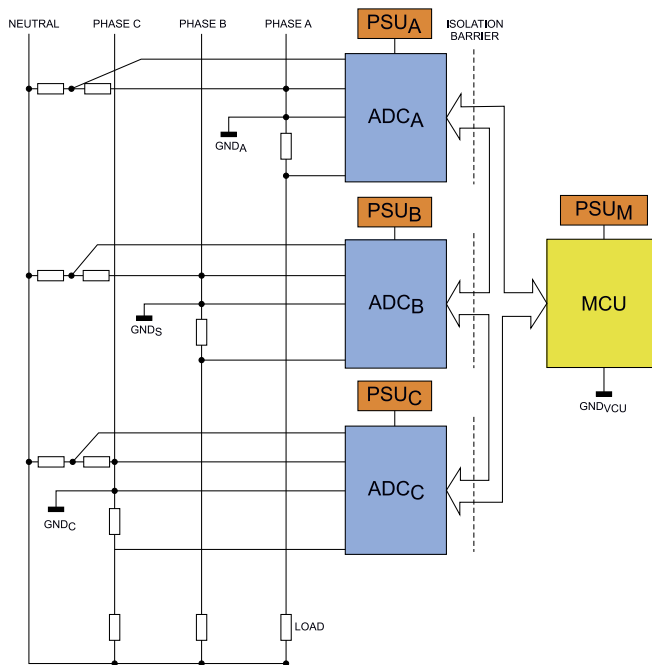 NEUTRAL
PHASE C
PHASE B
PHASE A
PSUA
ISOLATION
BARRIER
ADCA
GNDA
PSUB
PSUM
ADCB
MCU
GNDS
PSUC
GNDVCU
ADCC
GNDC
LOAD